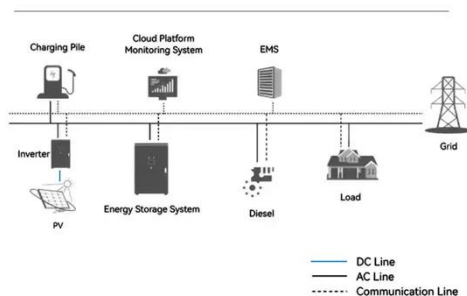 Charging Pile
Cloud Platform
Monitoring System
EMS
Inverter
Grid
PV
Energy Storage System
Diesel
Load
DC Line
AC Line
Communication Line